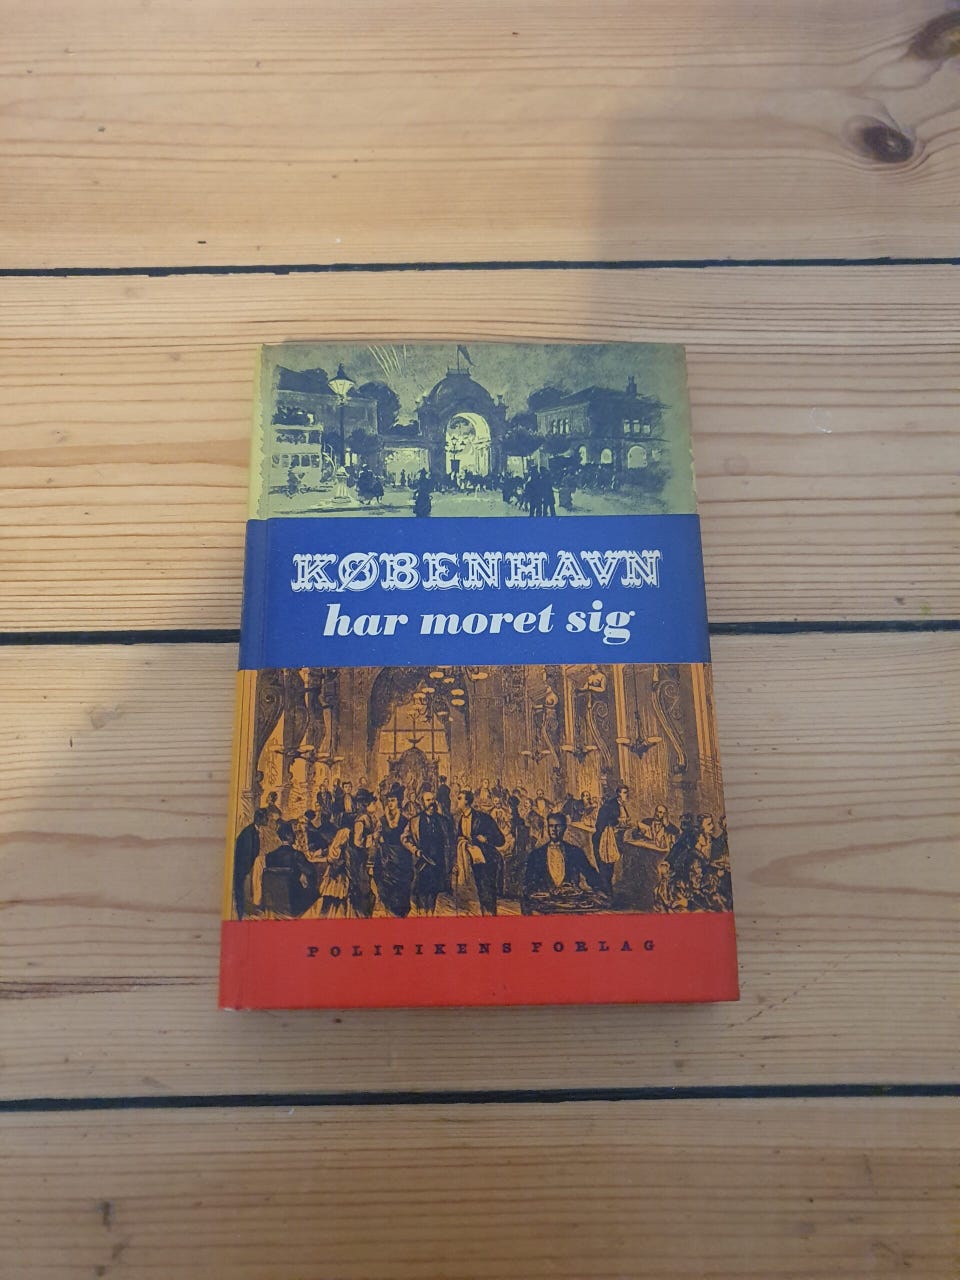 KØBENHAVN
har moret sig
POLITIKENS FORLAG